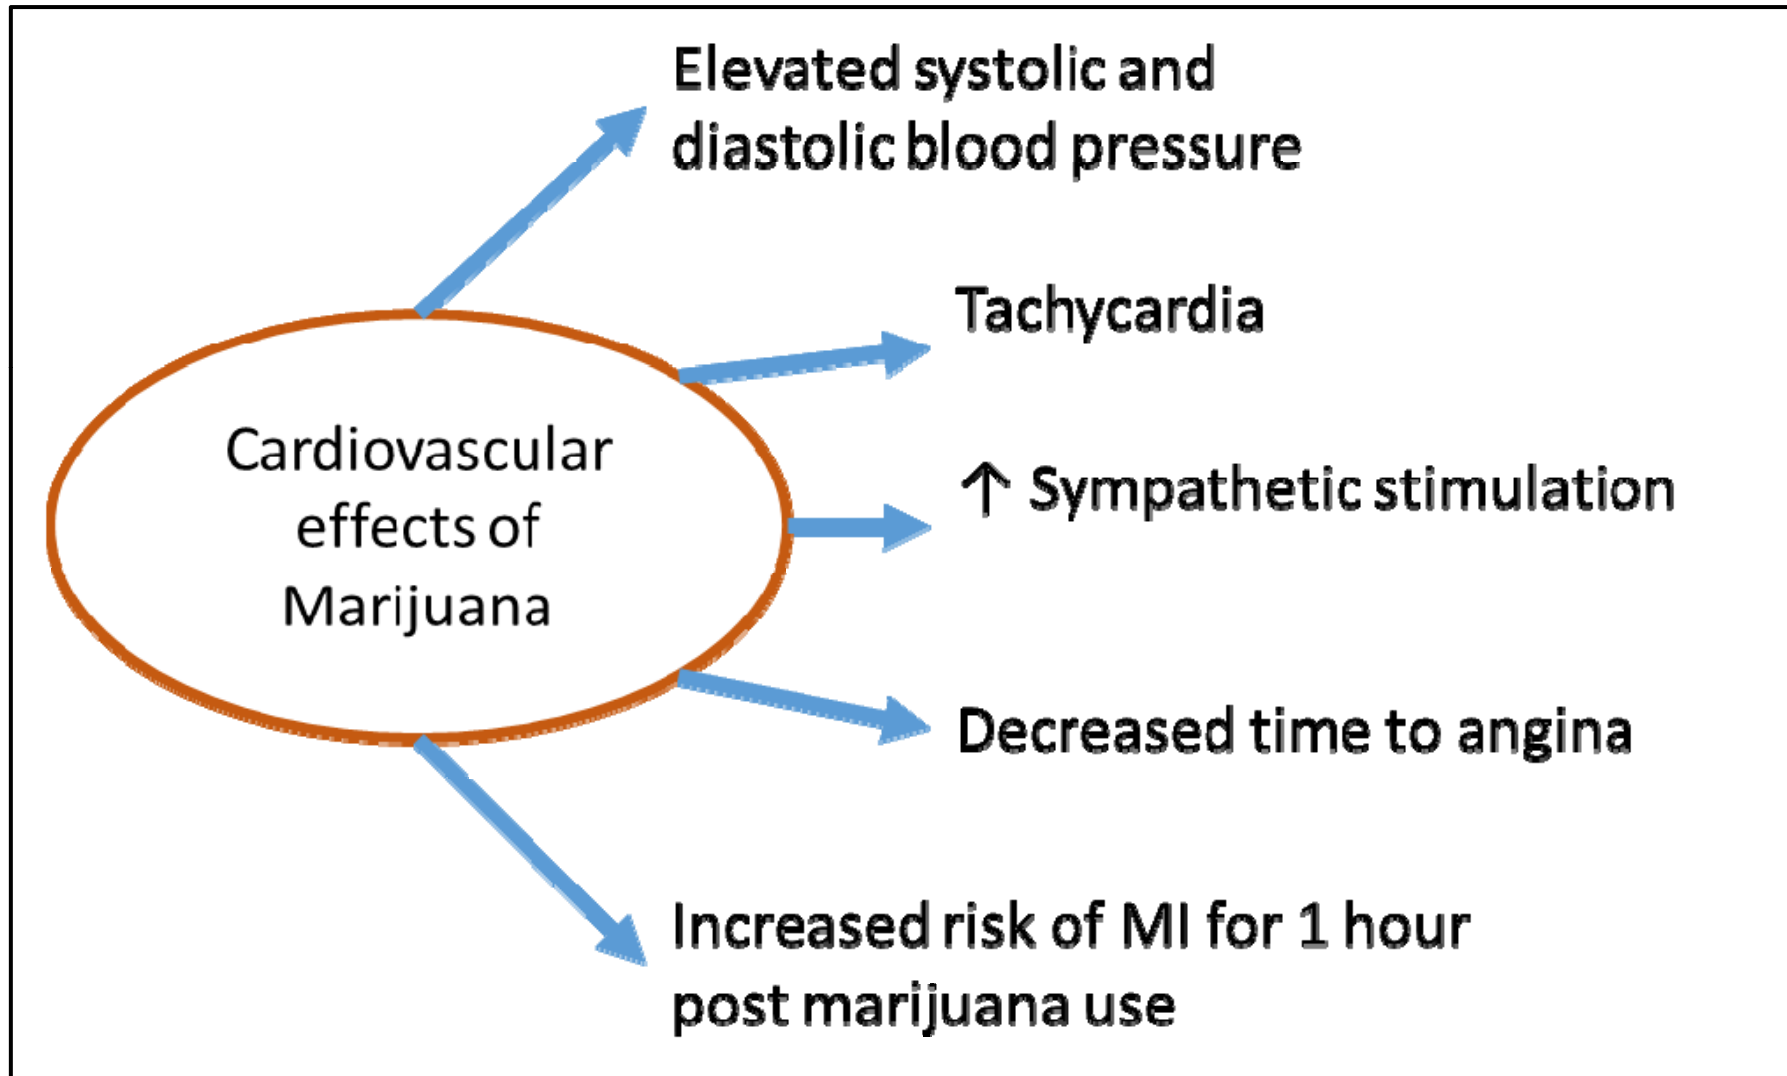 Elevated systolic and
diastolic blood pressure
Tachycardia
Cardiovascular
effects of
Marijuana
↑ Sympathetic stimulation
Decreased time to angina
Increased risk of MI for 1 hour
post marijuana use